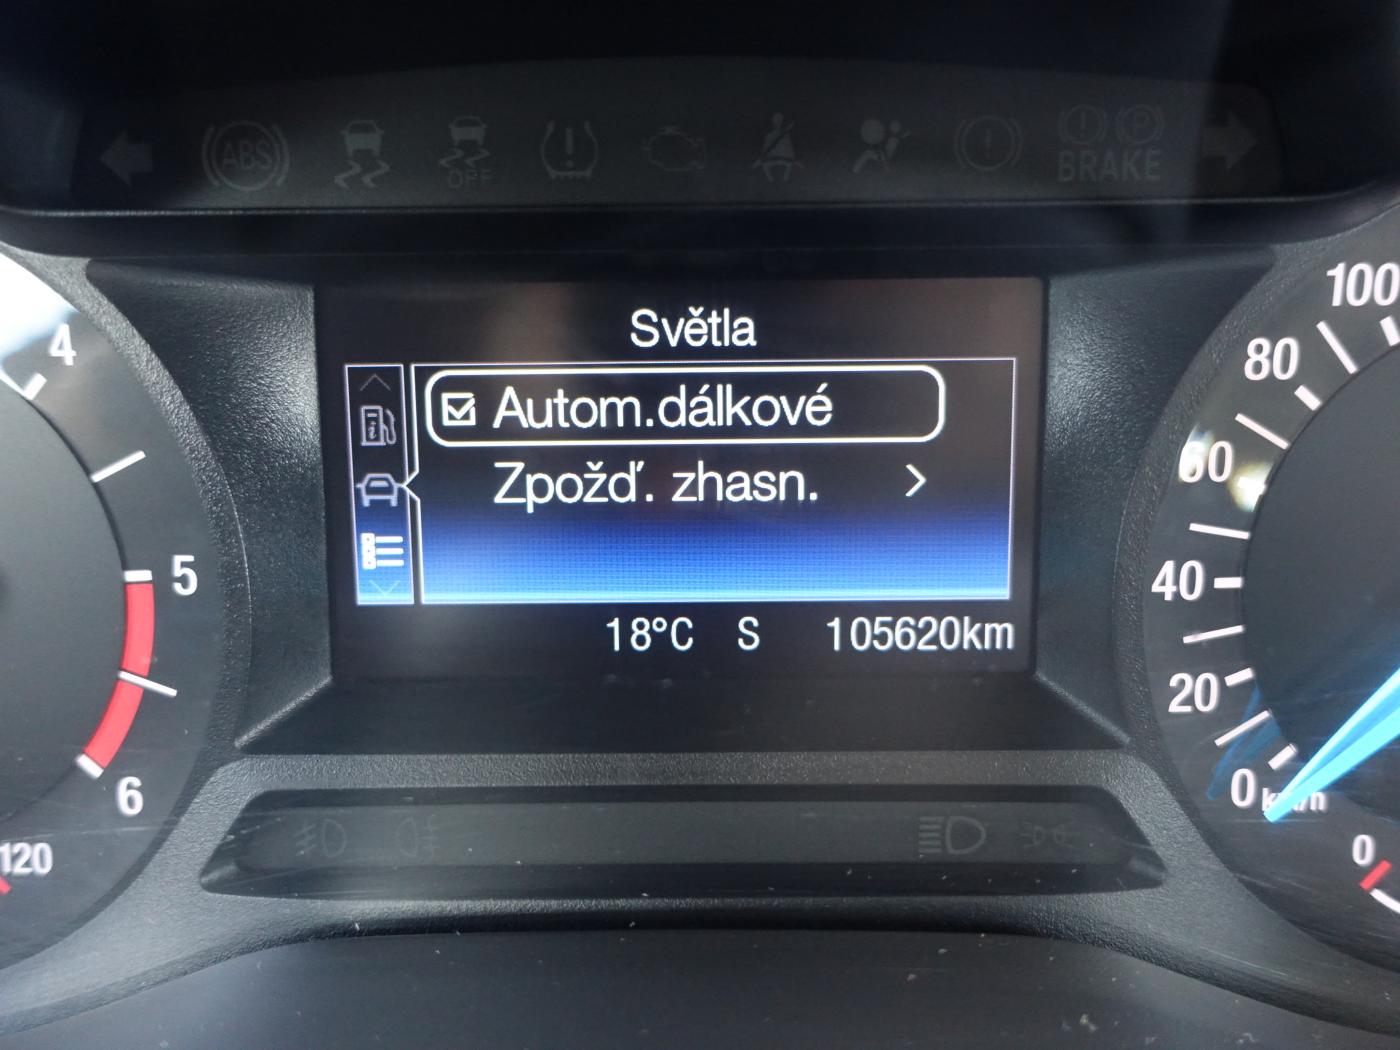 ABS
OFF
BRAKE
Světla
Autom.dálkové
Zpožď. zhasn.
18°C S 105620km
4
5
6
120
100
80
60
40
20
0
km/h
0